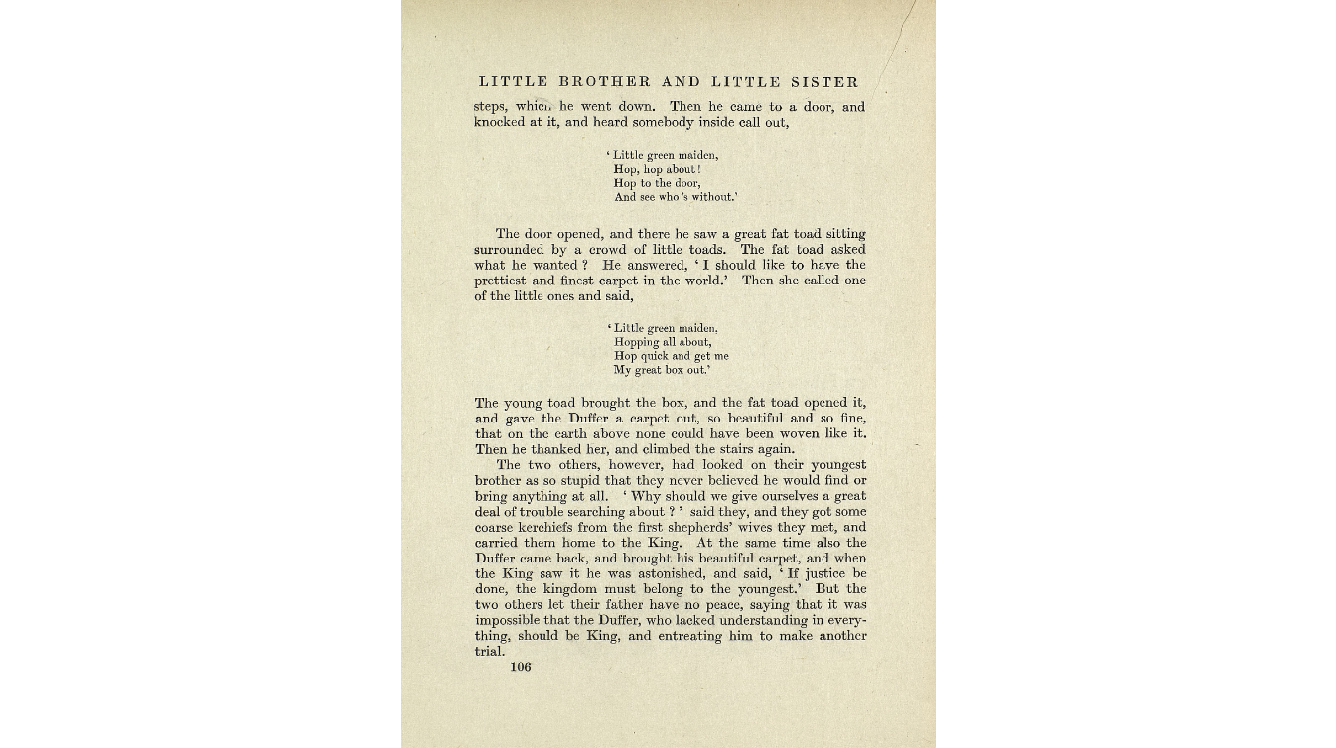 LITTLE BROTHER AND LITTLE SISTER
steps, which he went down. Then he came to a door, and
knocked at it, and heard somebody inside call out,
‘ Little green maiden,
Hop, hop about!
Hop to the door,
And see who’s without.’
The door opened, and there he saw a great fat toad sitting
surrounded by a crowd of little toads. The fat toad asked
what he wanted ? He answered, ‘ I should like to have the
prettiest and finest carpet in the world.’ Then she called one
of the little ones and said,
‘ Little green maiden,
Hopping all about,
Hop quick and get me
My great box out.’
The young toad brought the box, and the fat toad opened it,
and gave the Duffer a carpet out, so beautiful and so fine,
that on the earth above none could have been woven like it.
Then he thanked her, and climbed the stairs again.
The two others, however, had looked on their youngest
brother as so stupid that they never believed he would find or
bring anything at all. ‘ Why should we give ourselves a great
deal of trouble searching about ? ’ said they, and they got some
coarse kerchiefs from the first shepherds’ wives they met, and
carried them home to the King. At the same time also the
Duffer came back, and brought his beautiful carpet, and when
the King saw it he was astonished, and said, ‘ If justice be
done, the kingdom must belong to the youngest.’ But the
two others let their father have no peace, saying that it was
impossible that the Duffer, who lacked understanding in every-
thing, should be King, and entreating him to make another
trial.
106